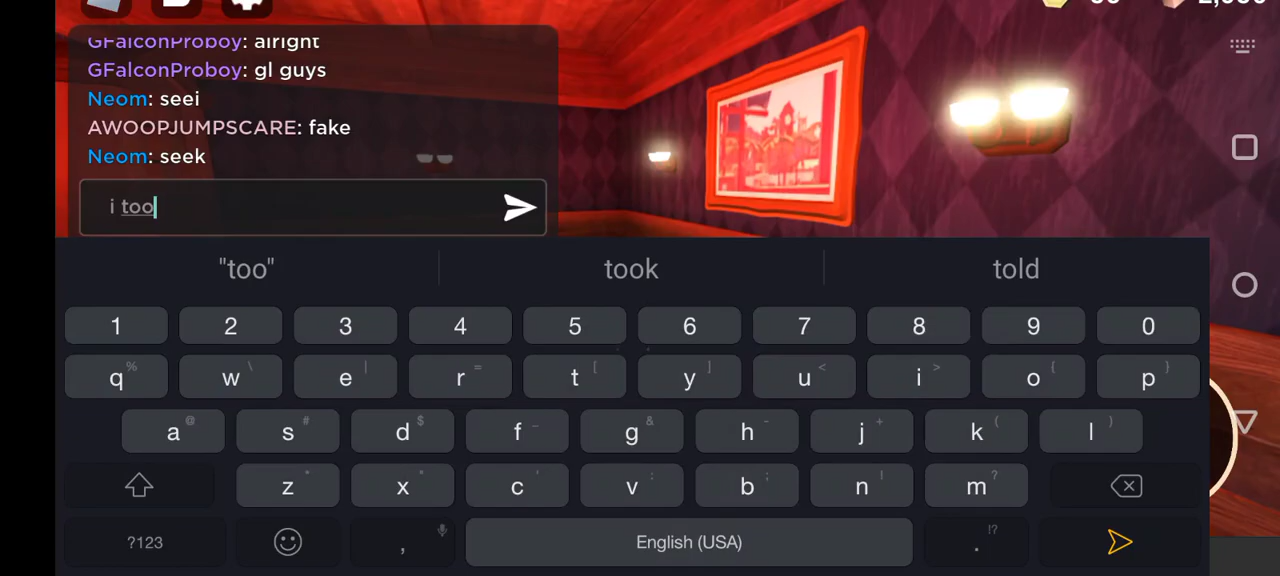 GFalconProboy: alright
GFalconProboy: gl guys
Neom: seei
AWOOPJUMPSCARE: fake
Neom: seek
i too
"too" took told
1 2 3 4 5 6 7 8 9 0
q % w \ e | r = t [ y ] u < i > o { p }
a @ s # d $ f _ g & h - j + k ( l )
z * x " c ' v : b ; n ! m ?
?123 , English (USA) . !?